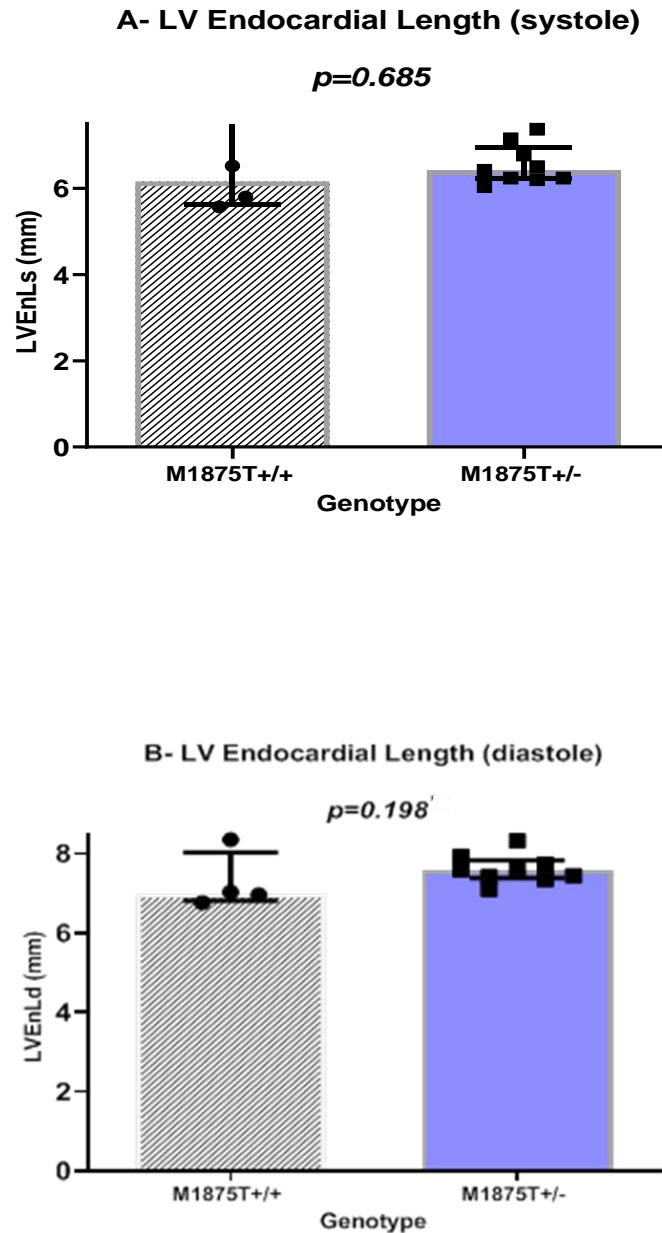 A- LV Endocardial Length (systole)
p=0.685
LVEnLs (mm)
6
4
2
0
M1875T+/+ M1875T+/-
Genotype
B- LV Endocardial Length (diastole)
p=0.198
LVEnLd (mm)
8
6
4
2
0
M1875T+/+ M1875T+/-
Genotype